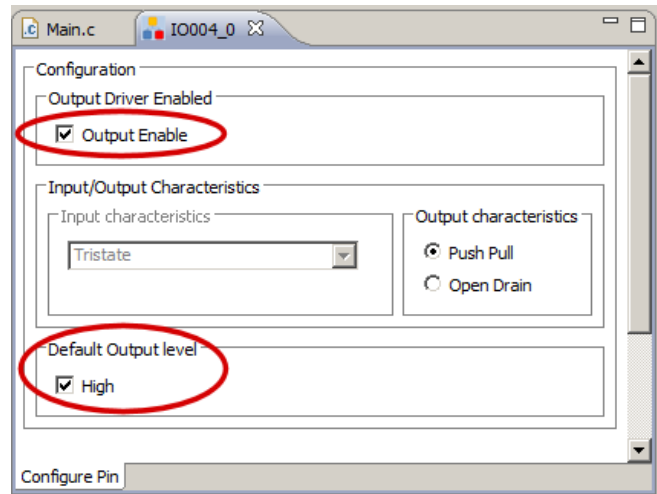 Main.c
IO004_0
Configuration
Output Driver Enabled
Output Enable
Input/Output Characteristics
Input characteristics
Tristate
Output characteristics
Push Pull
Open Drain
Default Output level
High
Configure Pin